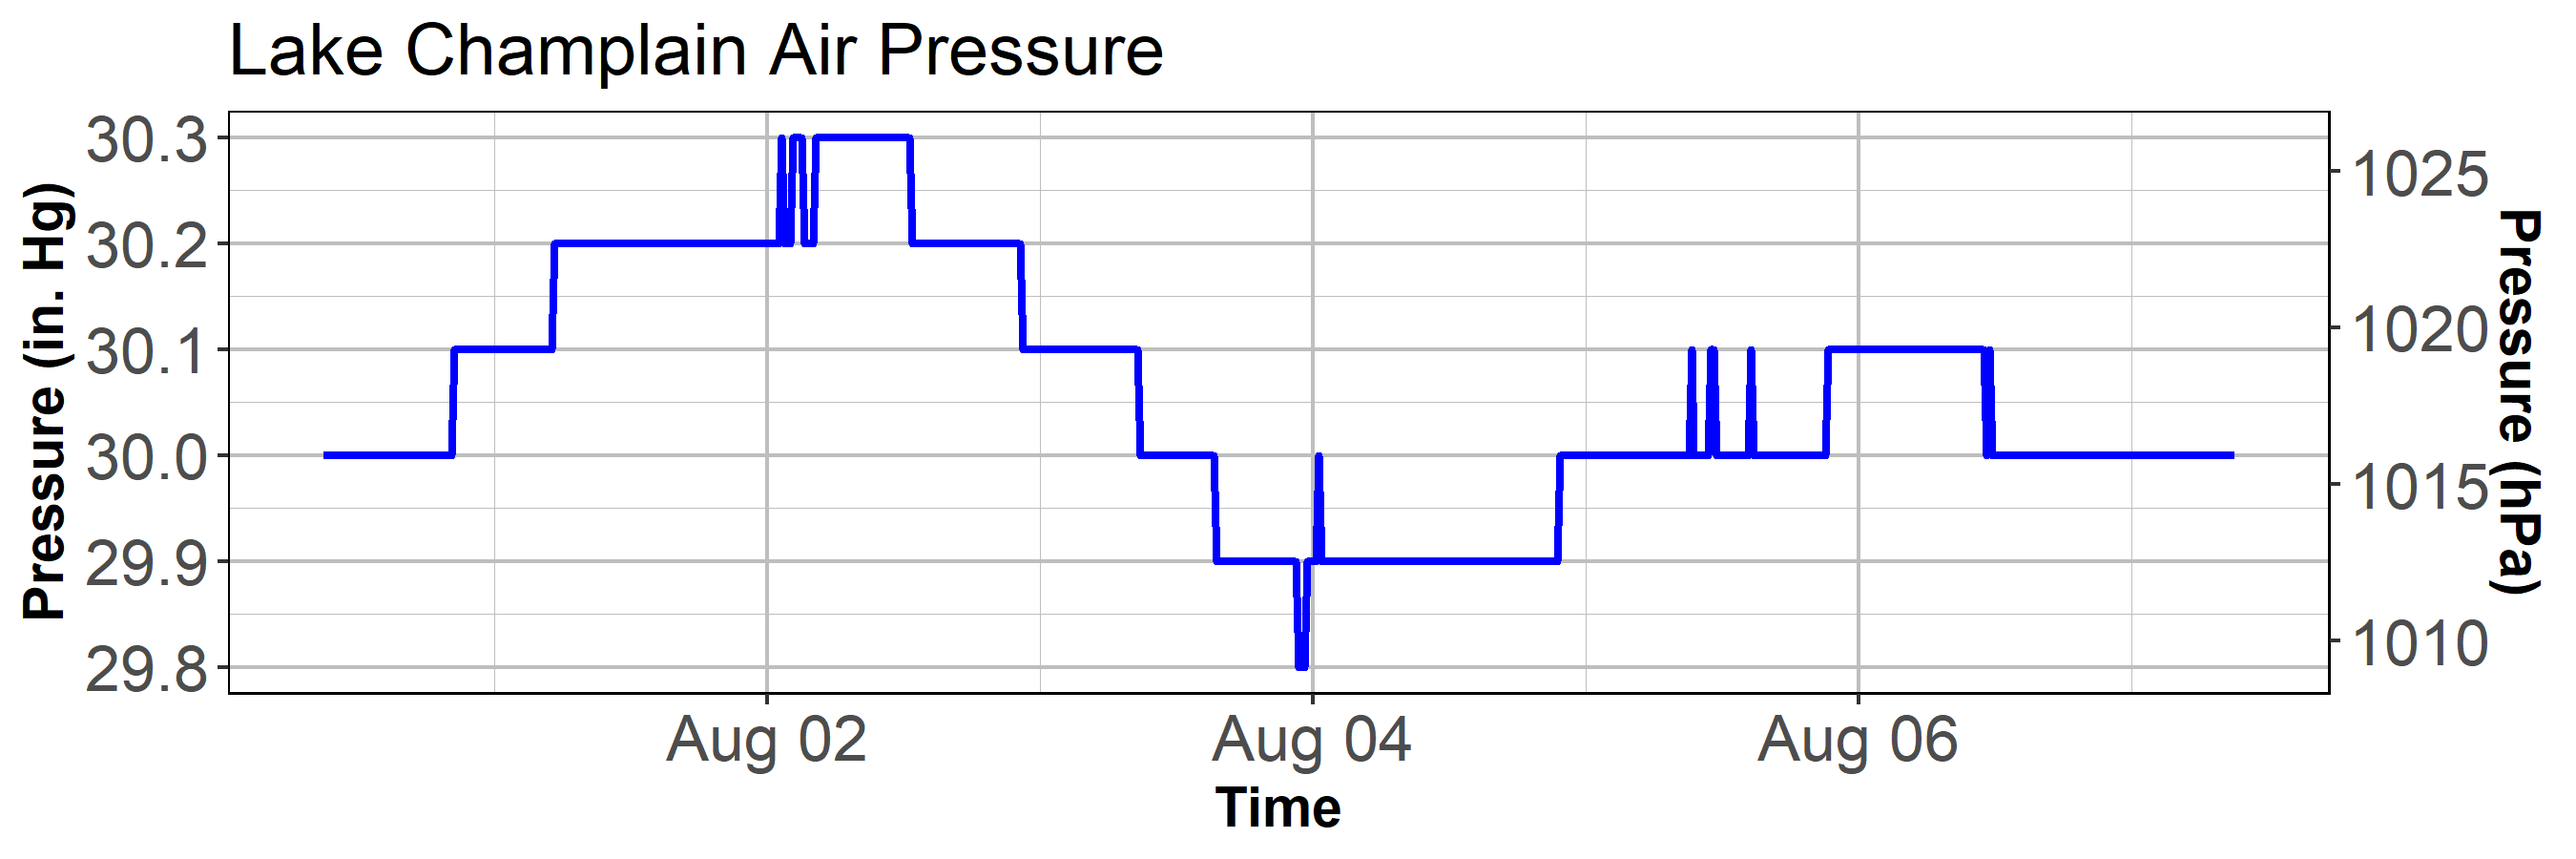 Lake Champlain Air Pressure
Pressure (in. Hg)
30.3
30.2
30.1
30.0
29.9
29.8
1025
1020
1015
1010
Pressure (hPa)
Aug 02
Aug 04
Aug 06
Time